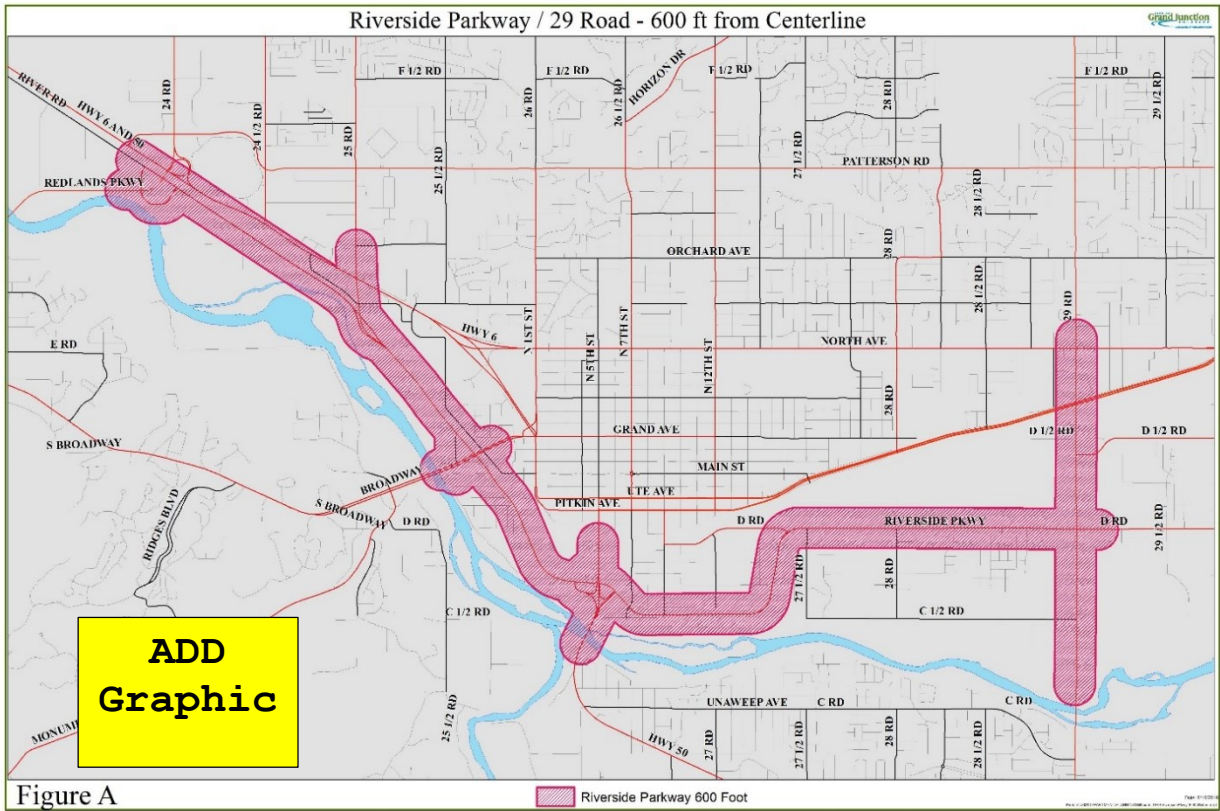 Riverside Parkway / 29 Road - 600 ft from Centerline
Grand Junction
F 1/2 RD
F 1/2 RD
F 1/2 RD
F 1/2 RD
RIVER RD
HWY 6 AND 50
24 RD
24 1/2 RD
25 RD
25 1/2 RD
26 RD
26 1/2 RD
HORIZON DR
27 1/2 RD
28 RD
29 1/2 RD
PATTERSON RD
REDLANDS PKWY
28 1/2 RD
ORCHARD AVE
28 RD
28 1/2 RD
29 RD
HWY 6
N 1ST ST
N 5TH ST
N 7TH ST
N 12TH ST
NORTH AVE
E RD
28 RD
GRAND AVE
D 1/2 RD
D 1/2 RD
S BROADWAY
BROADWAY
MAIN ST
UTE AVE
PITKIN AVE
S BROADWAY
D RD
D RD
RIVERSIDE PKWY
D RD
29 1/2 RD
RIDGES BLVD
27 1/2 RD
28 RD
C 1/2 RD
C 1/2 RD
ADD
Graphic
UNAWEEP AVE
C RD
C RD
25 1/2 RD
HWY 50
27 RD
27 1/2 RD
28 RD
28 1/2 RD
Figure A
Riverside Parkway 600 Foot